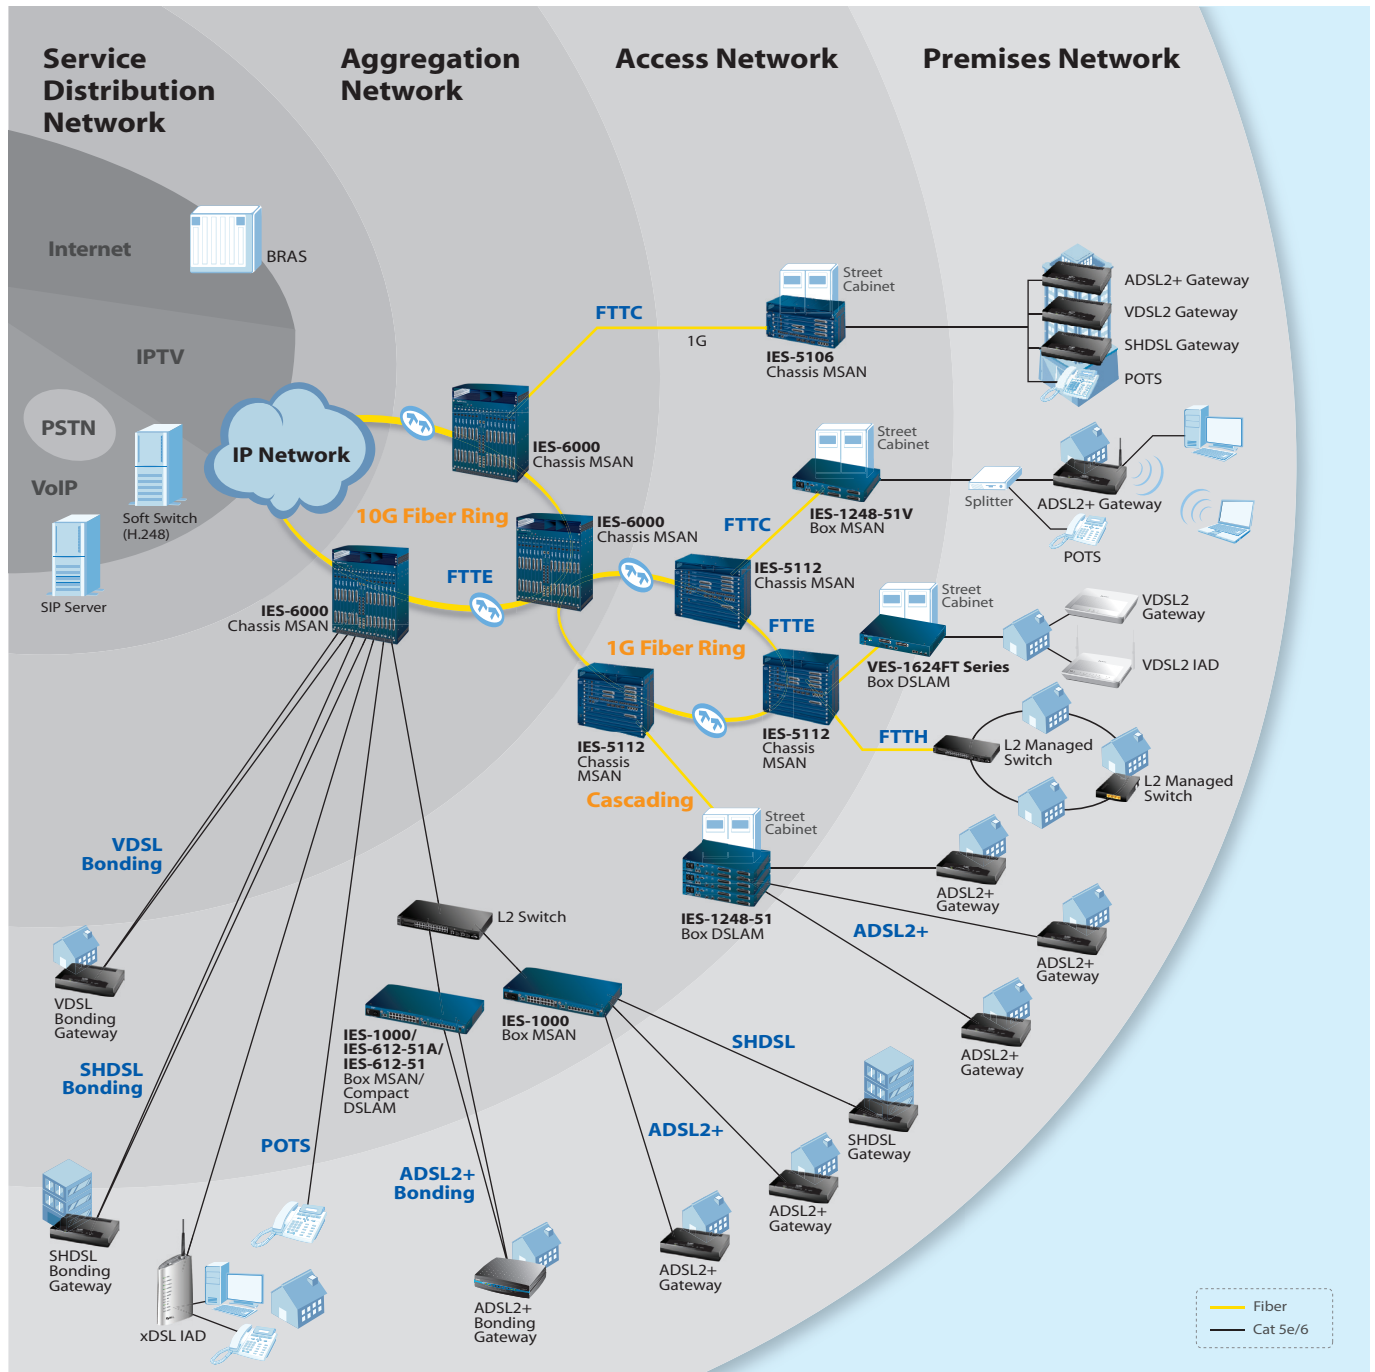 Service
Distribution
Network
Aggregation
Network
Access Network
Premises Network
Internet
BRAS
IPTV
PSTN
VoIP
Soft Switch
(H.248)
SIP Server
IP Network
10G Fiber Ring
IES-6000
Chassis MSAN
IES-6000
Chassis MSAN
IES-6000
Chassis MSAN
FTTE
FTTC
1G
Street
Cabinet
IES-5106
Chassis MSAN
ADSL2+ Gateway
VDSL2 Gateway
SHDSL Gateway
POTS
Street
Cabinet
IES-1248-51V
Box MSAN
FTTC
Splitter
ADSL2+ Gateway
POTS
IES-5112
Chassis MSAN
FTTE
1G Fiber Ring
Street
Cabinet
VES-1624FT Series
Box DSLAM
VDSL2
Gateway
VDSL2 IAD
IES-5112
Chassis
MSAN
IES-5112
Chassis
MSAN
FTTH
L2 Managed
Switch
L2 Managed
Switch
Cascading
Street
Cabinet
IES-1248-51
Box DSLAM
ADSL2+
ADSL2+
Gateway
ADSL2+
Gateway
ADSL2+
Gateway
VDSL
Bonding
VDSL
Bonding
Gateway
SHDSL
Bonding
SHDSL
Bonding
Gateway
L2 Switch
IES-1000/
IES-612-51A/
IES-612-51
Box MSAN/
Compact
DSLAM
IES-1000
Box MSAN
SHDSL
SHDSL
Gateway
ADSL2+
ADSL2+
Gateway
ADSL2+
Gateway
POTS
ADSL2+
Bonding
ADSL2+
Bonding
Gateway
xDSL IAD
Fiber
Cat 5e/6